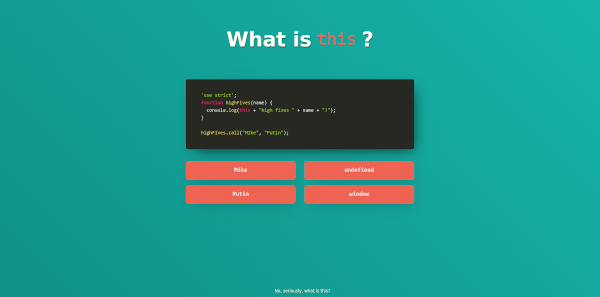 What is this ?
'use strict';
function highFives(name) {
console.log(this + "high fives " + name + "?");
}
highFives.call("Mike", "Putin");
Mike
undefined
Putin
window
No, seriously, what is this?